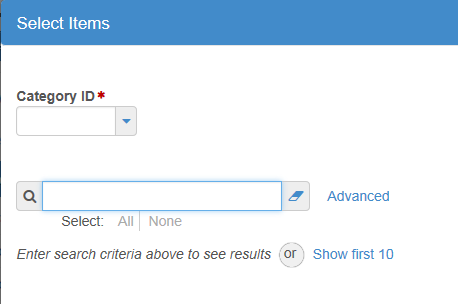 Select Items
Category ID *
Advanced
Select: All None
Enter search criteria above to see results or Show first 10